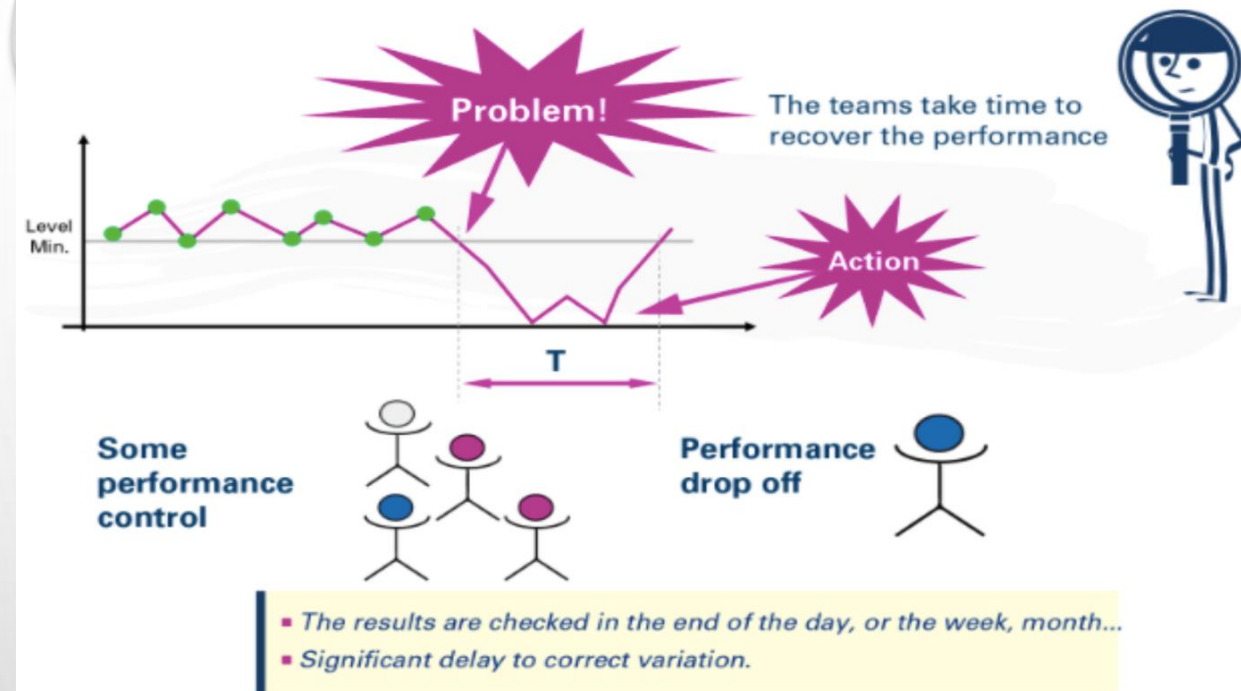 Problem!
The teams take time to
recover the performance
Level
Min.
Action
T
Some
performance
control
Performance
drop off
▪ The results are checked in the end of the day, or the week, month...
▪ Significant delay to correct variation.